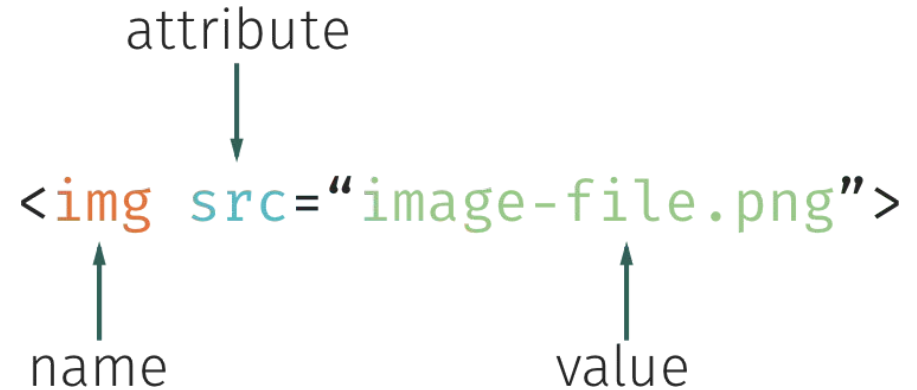 attribute
<img src=“image-file.png”>
name
value